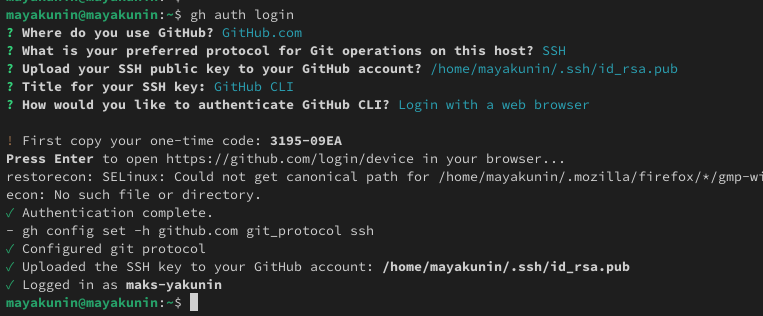 mayakunin@mayakunin:~$ gh auth login
? Where do you use GitHub? GitHub.com
? What is your preferred protocol for Git operations on this host? SSH
? Upload your SSH public key to your GitHub account? /home/mayakunin/.ssh/id_rsa.pub
? Title for your SSH key: GitHub CLI
? How would you like to authenticate GitHub CLI? Login with a web browser
! First copy your one-time code: 3195-09EA
Press Enter to open https://github.com/login/device in your browser...
restorecon: SELinux: Could not get canonical path for /home/mayakunin/.mozilla/firefox/*/gmp-wi
econ: No such file or directory.
✓ Authentication complete.
- gh config set -h github.com git_protocol ssh
✓ Configured git protocol
✓ Uploaded the SSH key to your GitHub account: /home/mayakunin/.ssh/id_rsa.pub
✓ Logged in as maks-yakunin
mayakunin@mayakunin:~$